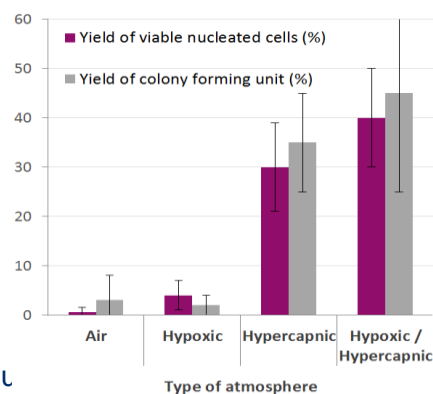 60
Yield of viable nucleated cells (%)
50
Yield of colony forming unit (%)
40
30
20
10
0
Air Hypoxic Hypercapnic Hypoxic / Hypercapnic
Type of atmosphere